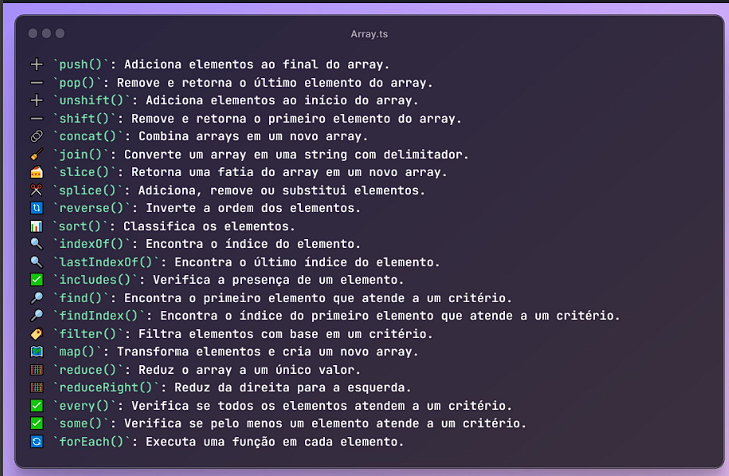 Array.ts
➕ `push()`: Adiciona elementos ao final do array.
➖ `pop()`: Remove e retorna o último elemento do array.
➕ `unshift()`: Adiciona elementos ao início do array.
➖ `shift()`: Remove e retorna o primeiro elemento do array.
🔗 `concat()`: Combina arrays em um novo array.
🖌️ `join()`: Converte um array em uma string com delimitador.
🍰 `slice()`: Retorna uma fatia do array em um novo array.
✂️ `splice()`: Adiciona, remove ou substitui elementos.
🔃 `reverse()`: Inverte a ordem dos elementos.
📊 `sort()`: Classifica os elementos.
🔍 `indexOf()`: Encontra o índice do elemento.
🔍 `lastIndexOf()`: Encontra o último índice do elemento.
✅ `includes()`: Verifica a presença de um elemento.
🔎 `find()`: Encontra o primeiro elemento que atende a um critério.
🔎 `findIndex()`: Encontra o índice do primeiro elemento que atende a um critério.
🏷️ `filter()`: Filtra elementos com base em um critério.
🗺️ `map()`: Transforma elementos e cria um novo array.
🧮 `reduce()`: Reduz o array a um único valor.
🧮 `reduceRight()`: Reduz da direita para a esquerda.
✅ `every()`: Verifica se todos os elementos atendem a um critério.
✅ `some()`: Verifica se pelo menos um elemento atende a um critério.
🔄 `forEach()`: Executa uma função em cada elemento.